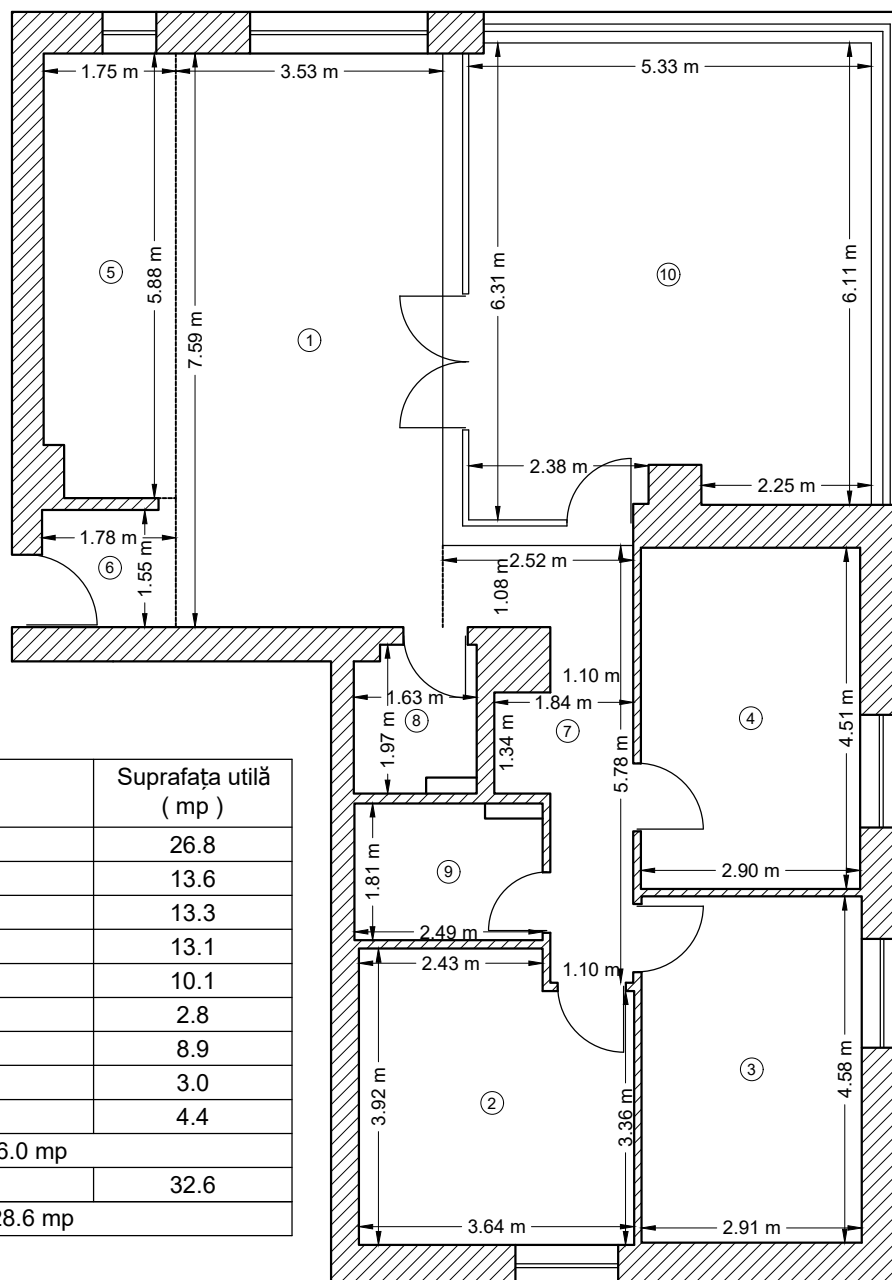 1.75 m
3.53 m
5.33 m
5.88 m
7.59 m
6.31 m
6.11 m
5
1
10
2.38 m
2.25 m
1.78 m
6
1.55 m
2.52 m
1.08 m
1.10 m
1.63 m
1.84 m
8
7
4
1.97 m
1.34 m
5.78 m
4.51 m
2.90 m
1.81 m
9
2.49 m
2.43 m
1.10 m
3.92 m
2
3.36 m
3
4.58 m
3.64 m
2.91 m
Suprafața utilă
( mp )
26.8
13.6
13.3
13.1
10.1
2.8
8.9
3.0
4.4
6.0 mp
32.6
28.6 mp